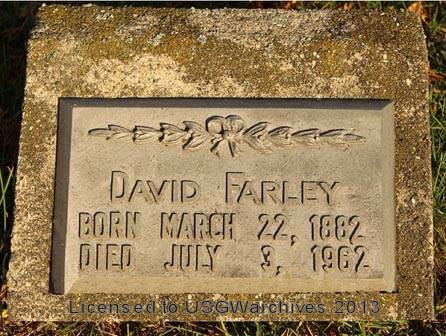 DAVID FARLEY
BORN MARCH 22, 1882
DIED JULY 3, 1962
Licensed to USGWarchives 2013